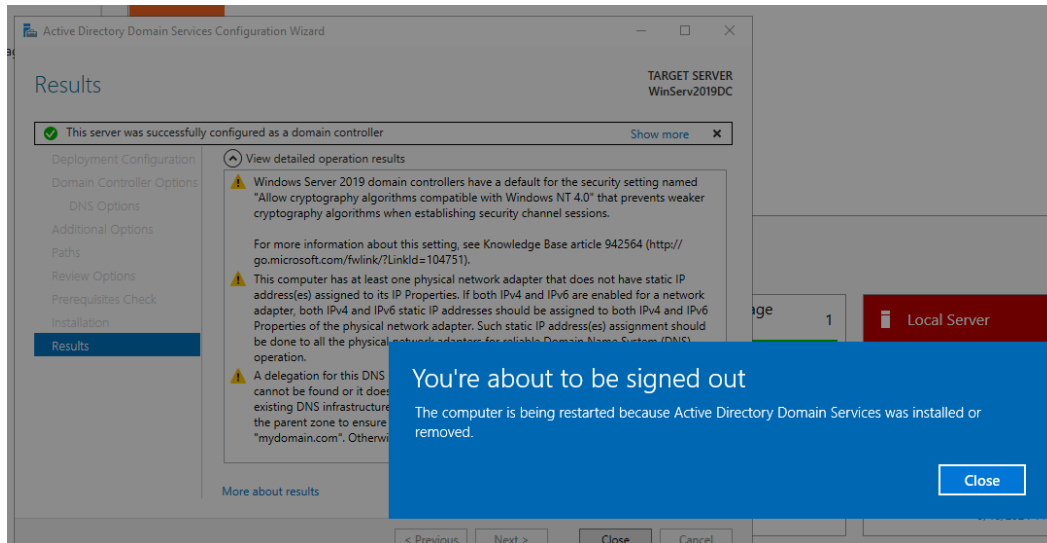 Active Directory Domain Services Configuration Wizard
Results
TARGET SERVER
WinServ2019DC
This server was successfully configured as a domain controller
Show more
Deployment Configuration
Domain Controller Options
DNS Options
Additional Options
Paths
Review Options
Prerequisites Check
Installation
Results
View detailed operation results
Windows Server 2019 domain controllers have a default for the security setting named
"Allow cryptography algorithms compatible with Windows NT 4.0" that prevents weaker
cryptography algorithms when establishing security channel sessions.
For more information about this setting, see Knowledge Base article 942564 (http://
go.microsoft.com/fwlink/?LinkId=104751).
This computer has at least one physical network adapter that does not have static IP
address(es) assigned to its IP Properties. If both IPv4 and IPv6 are enabled for a network
adapter, both IPv4 and IPv6 static IP addresses should be assigned to both IPv4 and IPv6
Properties of the physical network adapter. Such static IP address(es) assignment should
be done to all the physical network adapters for reliable Domain Name System (DNS)
operation.
A delegation for this DNS
cannot be found or it does
existing DNS infrastructure
the parent zone to ensure
"mydomain.com". Otherwi
More about results
< Previous
Next >
Close
Cancel
1
Local Server
You're about to be signed out
The computer is being restarted because Active Directory Domain Services was installed or
removed.
Close